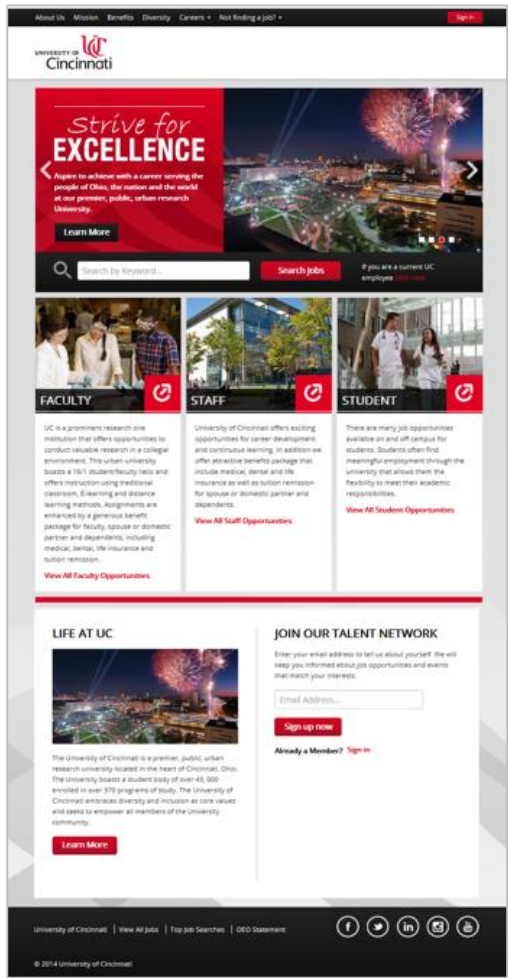 About Us Mission Benefits Diversity Careers Not finding a job? Sign in
UNIVERSITY OF
Cincinnati
Strive for
EXCELLENCE
Aspire to achieve with a career serving the
people of Ohio, the nation and the world
at our premier, public, urban research
University.
Learn More
Search by Keyword...
Search Jobs
If you are a current UC
employee click here
FACULTY
UC is a prominent research one
institution that offers opportunities to
conduct valuable research in a collegial
environment. This urban university
boasts a 16/1 student/faculty ratio and
offers instruction using traditional
classroom, E-learning and distance
learning methods. Assignments are
enhanced by a generous benefit
package for faculty, spouse or domestic
partner and dependents, including
medical, dental, life insurance and
tuition remission.
View All Faculty Opportunities
STAFF
University of Cincinnati offers exciting
opportunities for career development
and continuous learning. In addition we
offer attractive benefits package that
include medical, dental and life
insurance as well as tuition remission
for spouse or domestic partner and
dependents.
View All Staff Opportunities
STUDENT
There are many job opportunities
available on and off campus for
students. Students often find
meaningful employment through the
university that allows them the
flexibility to meet their academic
responsibilities.
View All Student Opportunities
LIFE AT UC
The University of Cincinnati is a premier, public, urban
research university located in the heart of Cincinnati, Ohio.
The University boasts a student body of over 43, 000
enrolled in over 370 programs of study. The University of
Cincinnati embraces diversity and inclusion as core values
and seeks to empower all members of the University
community.
Learn More
JOIN OUR TALENT NETWORK
Enter your email address to tell us about yourself. We will
keep you informed about job opportunities and events
that match your interests.
Email Address...
Sign up now
Already a Member? Sign in
University of Cincinnati | View All Jobs | Top Job Searches | OEO Statement
© 2014 University of Cincinnati